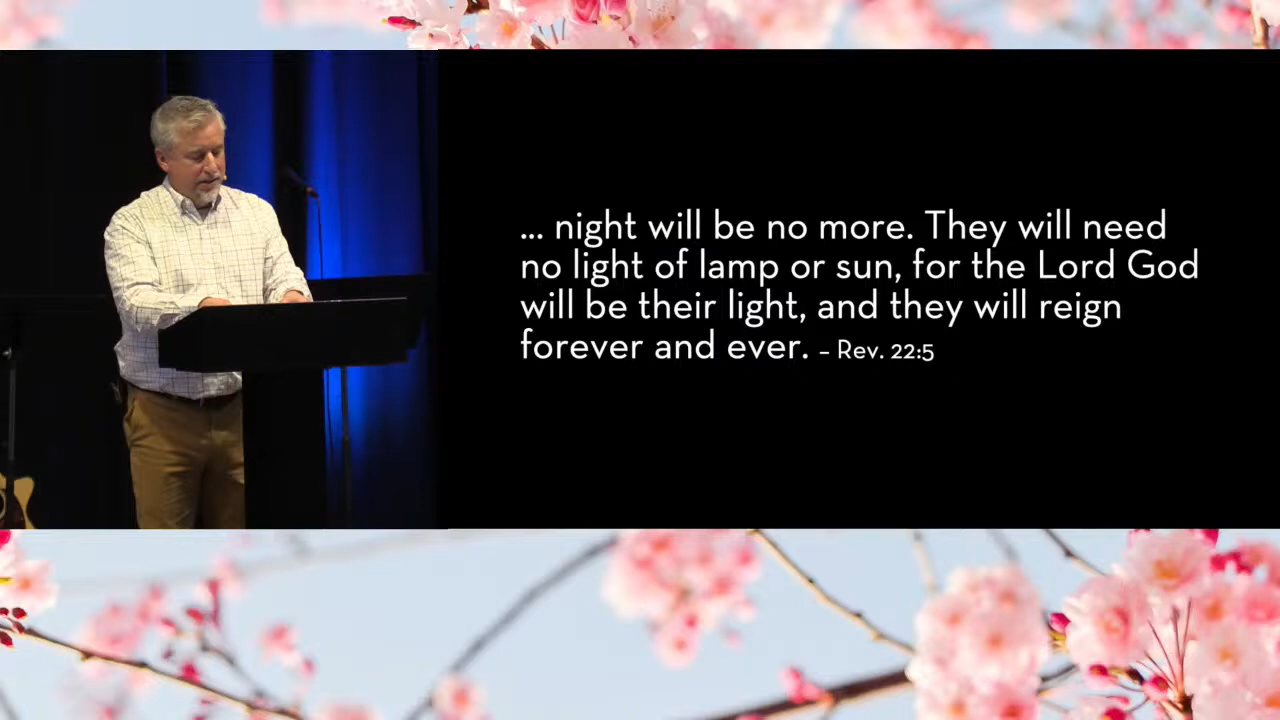 ... night will be no more. They will need
no light of lamp or sun, for the Lord God
will be their light, and they will reign
forever and ever. – Rev. 22:5